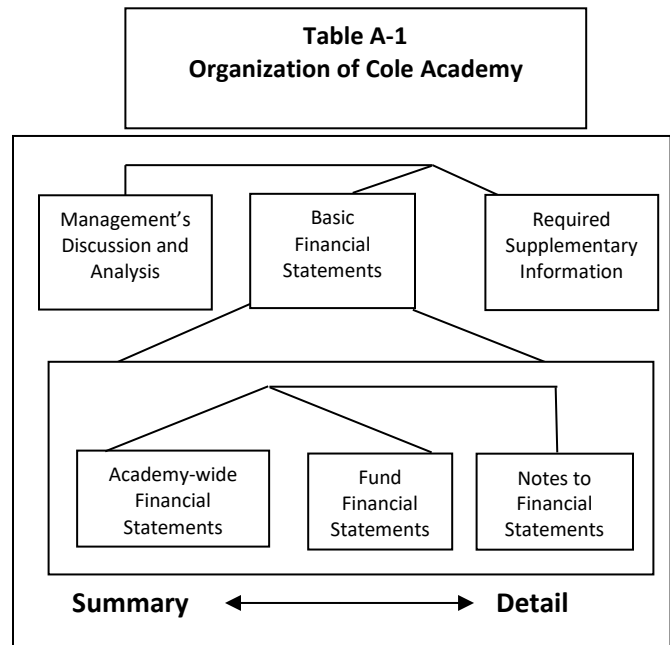 Table A-1
Organization of Cole Academy
Management’s
Discussion and
Analysis
Basic
Financial
Statements
Required
Supplementary
Information
Academy-wide
Financial
Statements
Fund
Financial
Statements
Notes to
Financial
Statements
Summary
Detail